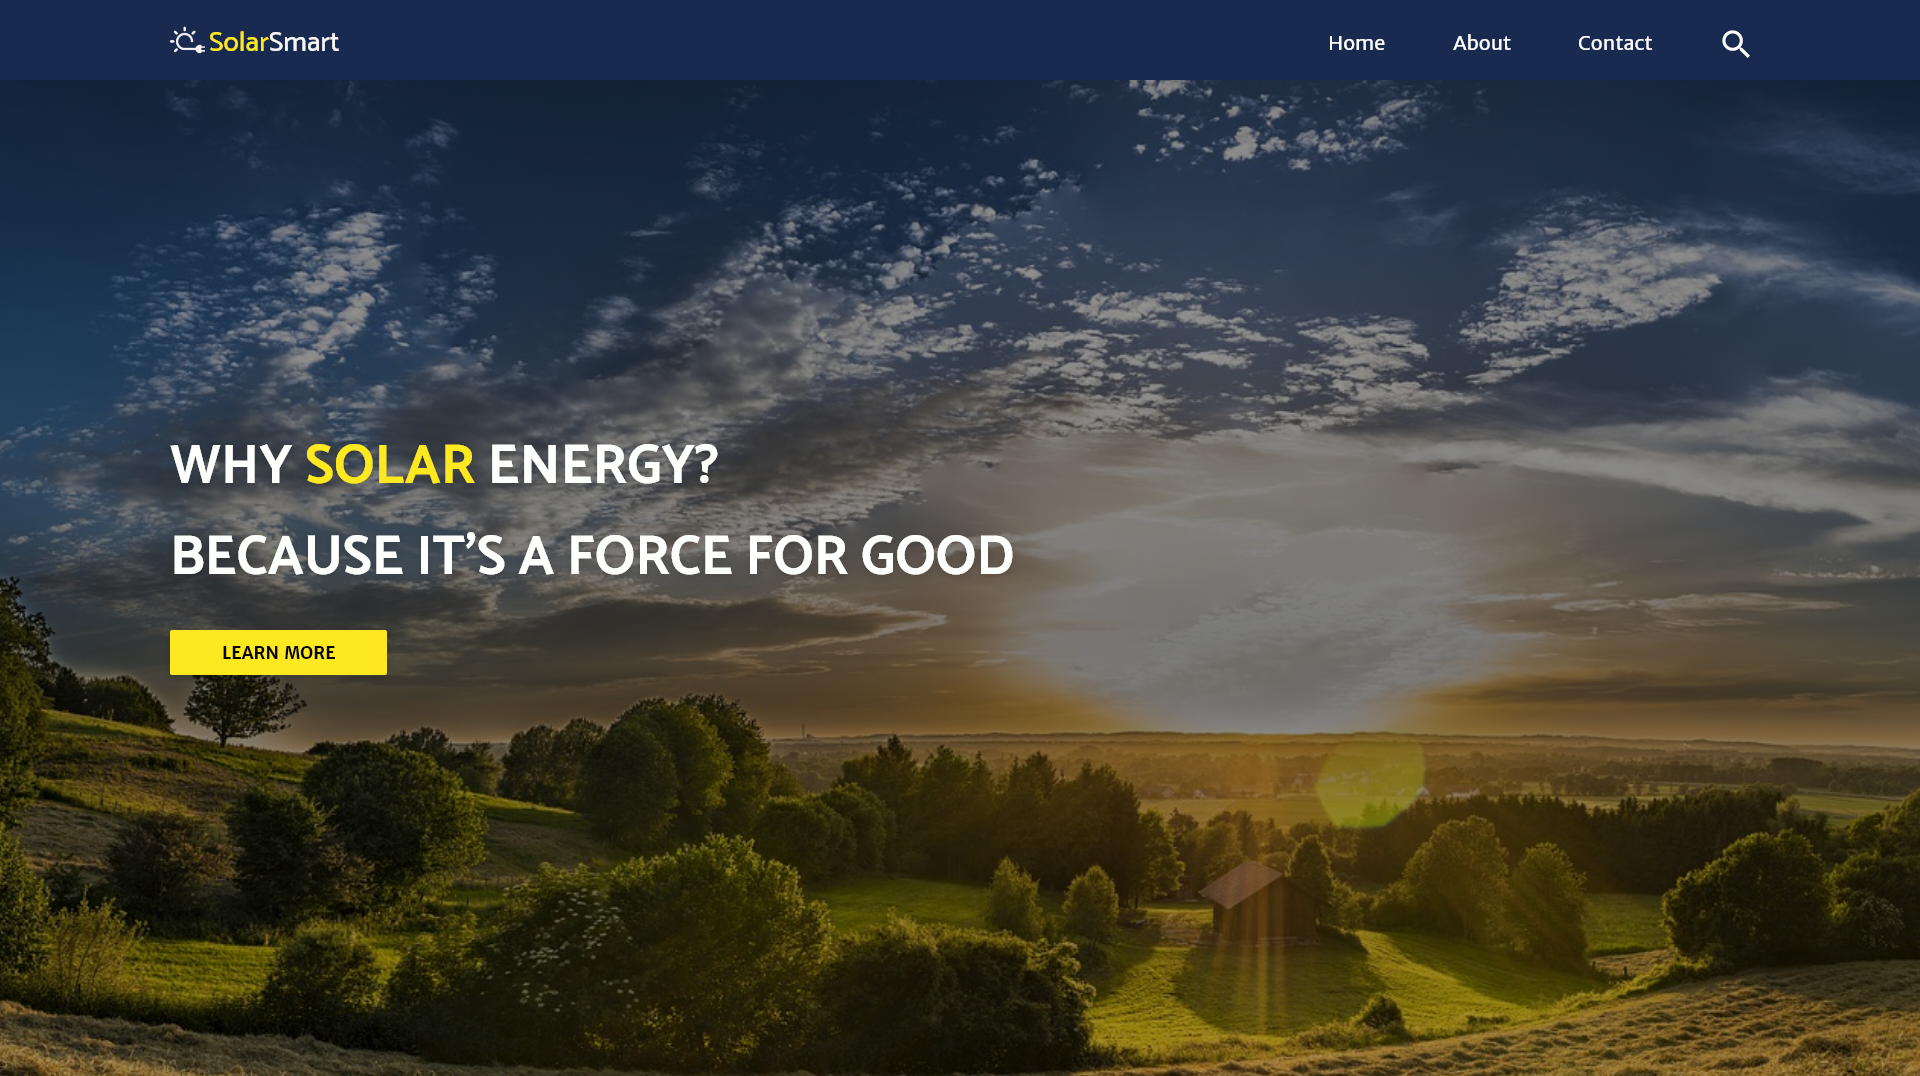 SolarSmart
Home About Contact
WHY SOLAR ENERGY?
BECAUSE IT’S A FORCE FOR GOOD
LEARN MORE